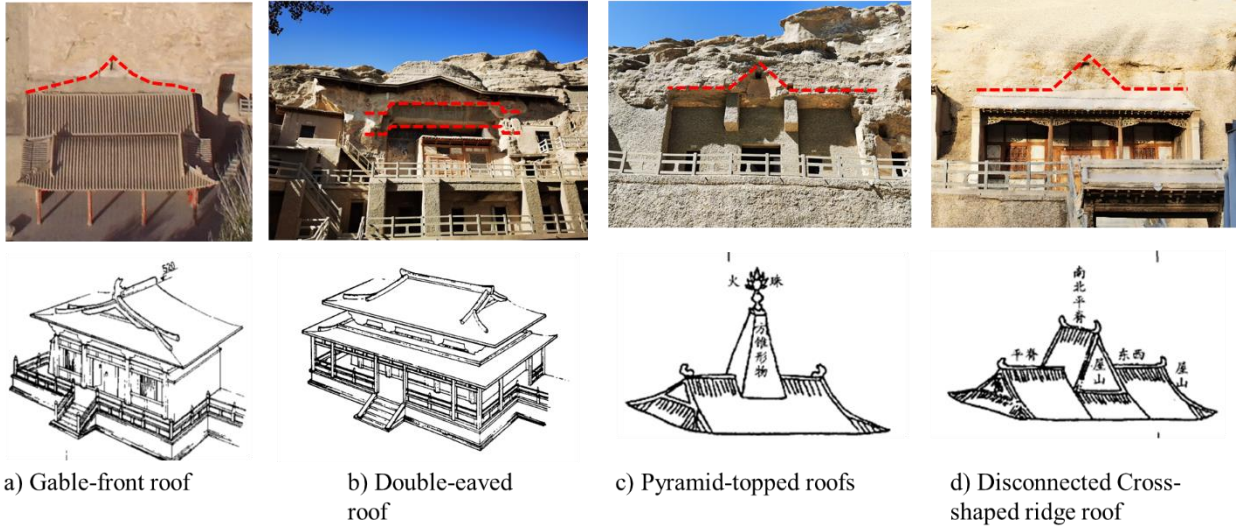 520
火 珠
方锥形物
南北平脊
平脊
屋山
东西
屋山
a) Gable-front roof
b) Double-eaved
roof
c) Pyramid-topped roofs
d) Disconnected Cross-
shaped ridge roof